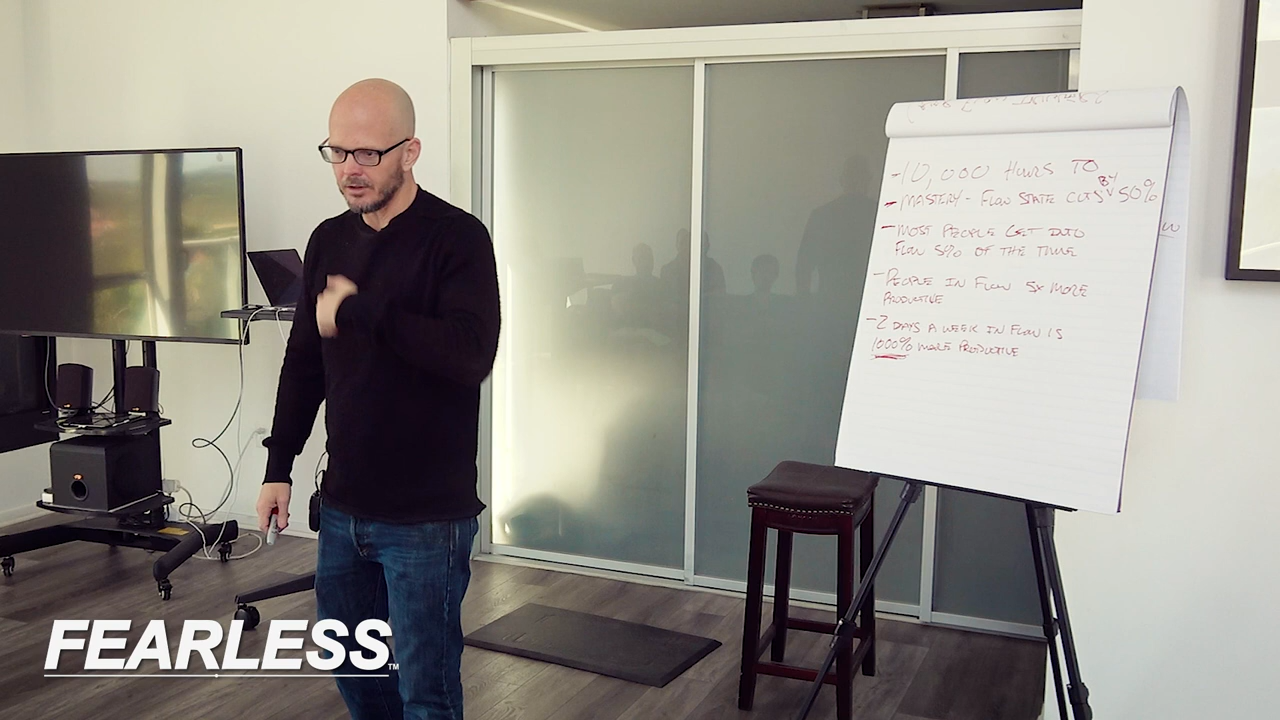 - 10,000 HOURS TO
- MASTERY - FLOW STATE CUTS BY 50%
- MOST PEOPLE GET INTO
FLOW 5% OF THE TIME
- PEOPLE IN FLOW 5X MORE
PRODUCTIVE
- 2 DAYS A WEEK IN FLOW IS
1000% MORE PRODUCTIVE
FEARLESS™